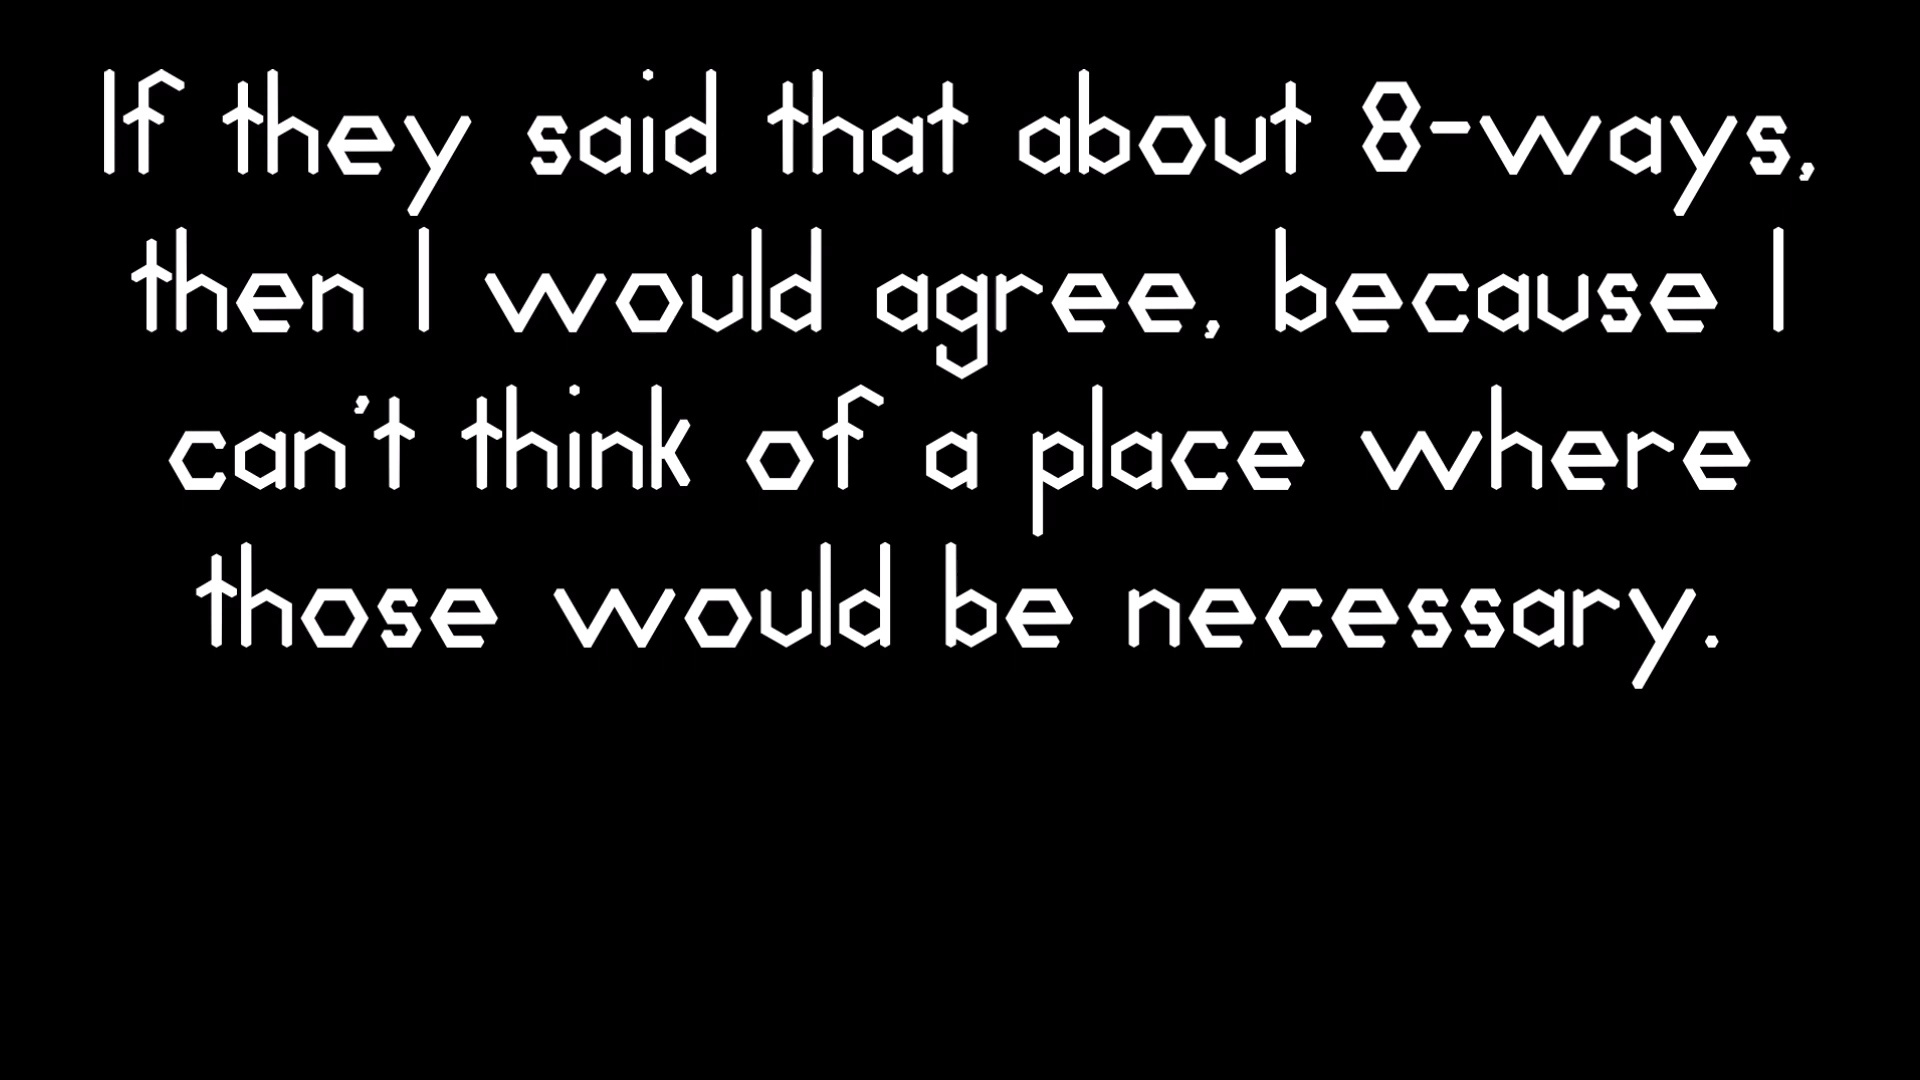 If they said that about 8-ways,
then I would agree, because I
can't think of a place where
those would be necessary.